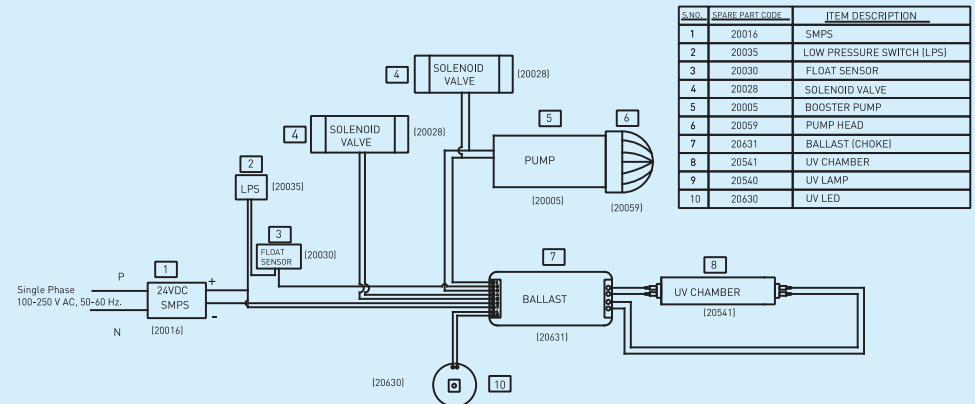 S.NO. SPARE PART CODE ITEM DESCRIPTION
1 20016 SMPS
2 20035 LOW PRESSURE SWITCH (LPS)
3 20030 FLOAT SENSOR
4 20028 SOLENOID VALVE
5 20005 BOOSTER PUMP
6 20059 PUMP HEAD
7 20631 BALLAST (CHOKE)
8 20541 UV CHAMBER
9 20540 UV LAMP
10 20630 UV LED
4
SOLENOID
VALVE
(20028)
4
SOLENOID
VALVE
(20028)
5
PUMP
(20005)
6
(20059)
2
LPS
(20035)
3
FLOAT
SENSOR
(20030)
Single Phase
100-250 V AC, 50-60 Hz.
P
N
1
24VDC
SMPS
+
-
(20016)
7
BALLAST
(20631)
8
UV CHAMBER
(20541)
(20630)
10